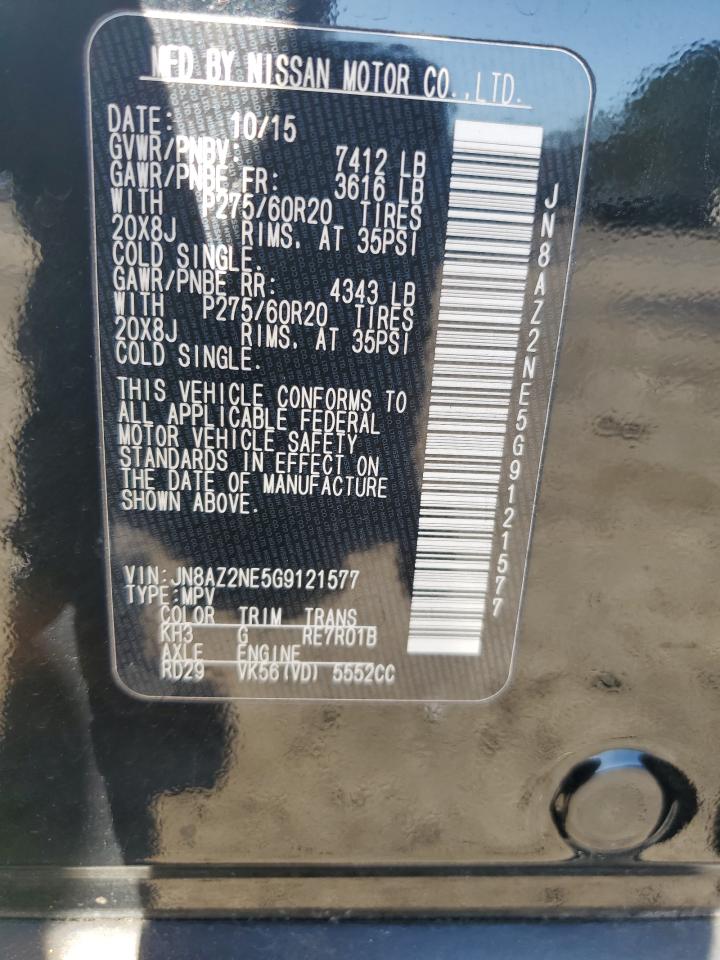 MFD BY NISSAN MOTOR CO.,LTD.
DATE: 10/15
GVWR/PNBV: 7412 LB
GAWR/PNBE FR: 3616 LB
WITH P275/60R20 TIRES
20X8J RIMS, AT 35PSI
COLD SINGLE.
GAWR/PNBE RR: 4343 LB
WITH P275/60R20 TIRES
20X8J RIMS, AT 35PSI
COLD SINGLE.
THIS VEHICLE CONFORMS TO
ALL APPLICABLE FEDERAL
MOTOR VEHICLE SAFETY
STANDARDS IN EFFECT ON
THE DATE OF MANUFACTURE
SHOWN ABOVE.
VIN:JN8AZ2NE5G9121577
TYPE:MPV
COLOR TRIM TRANS
KH3 G RE7R01B
AXLE ENGINE
RD29 VK56(VD) 5552CC
JN8AZ2NE5G9121577